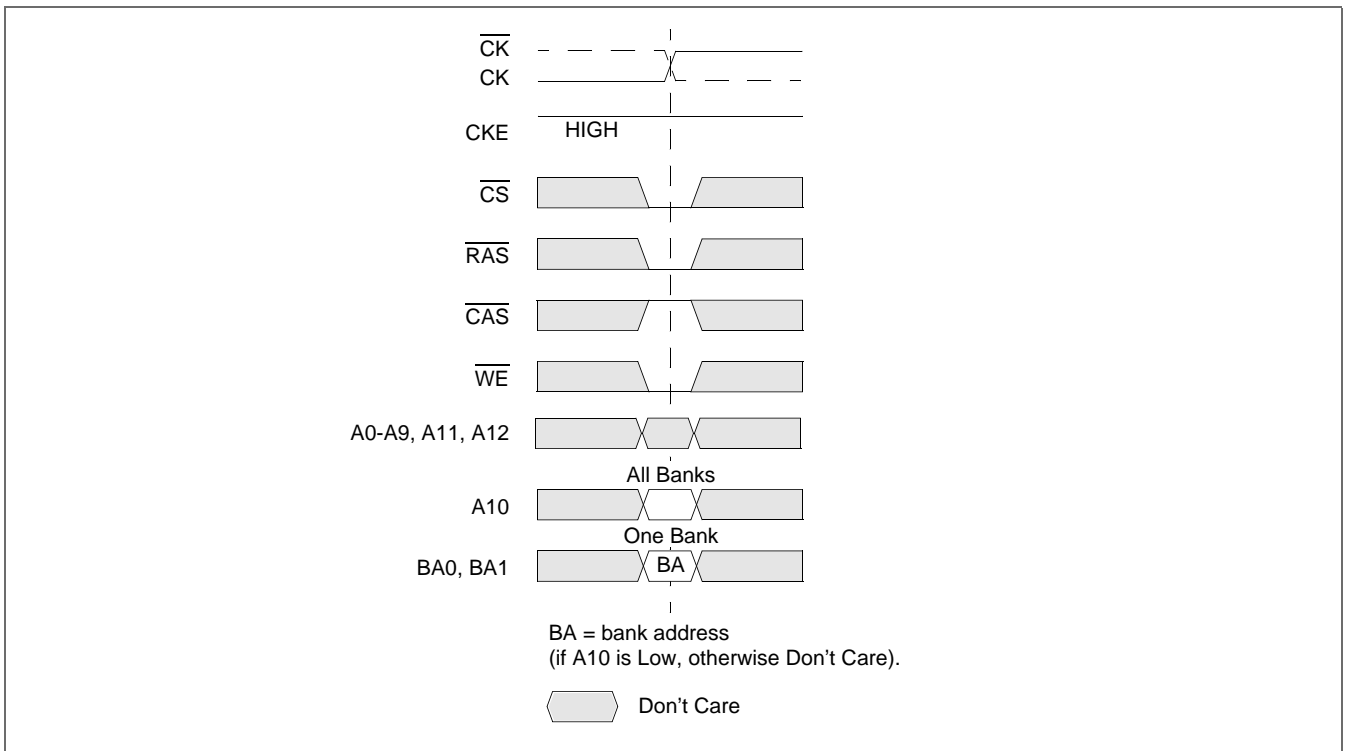 CK
CK
CKE HIGH
CS
RAS
CAS
WE
A0-A9, A11, A12
All Banks
A10
One Bank
BA0, BA1 BA
BA = bank address
(if A10 is Low, otherwise Don't Care).
Don't Care